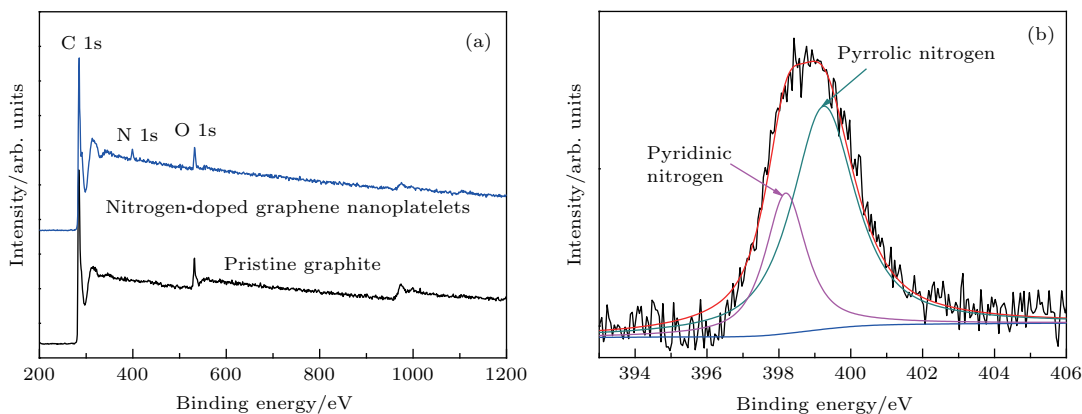 (a)
C 1s
N 1s
O 1s
Nitrogen-doped graphene nanoplatelets
Pristine graphite
Intensity/arb. units
200
400
600
800
1000
1200
Binding energy/eV
(b)
Pyrrolic nitrogen
Pyridinic
nitrogen
Intensity/arb. units
394
396
398
400
402
404
406
Binding energy/eV